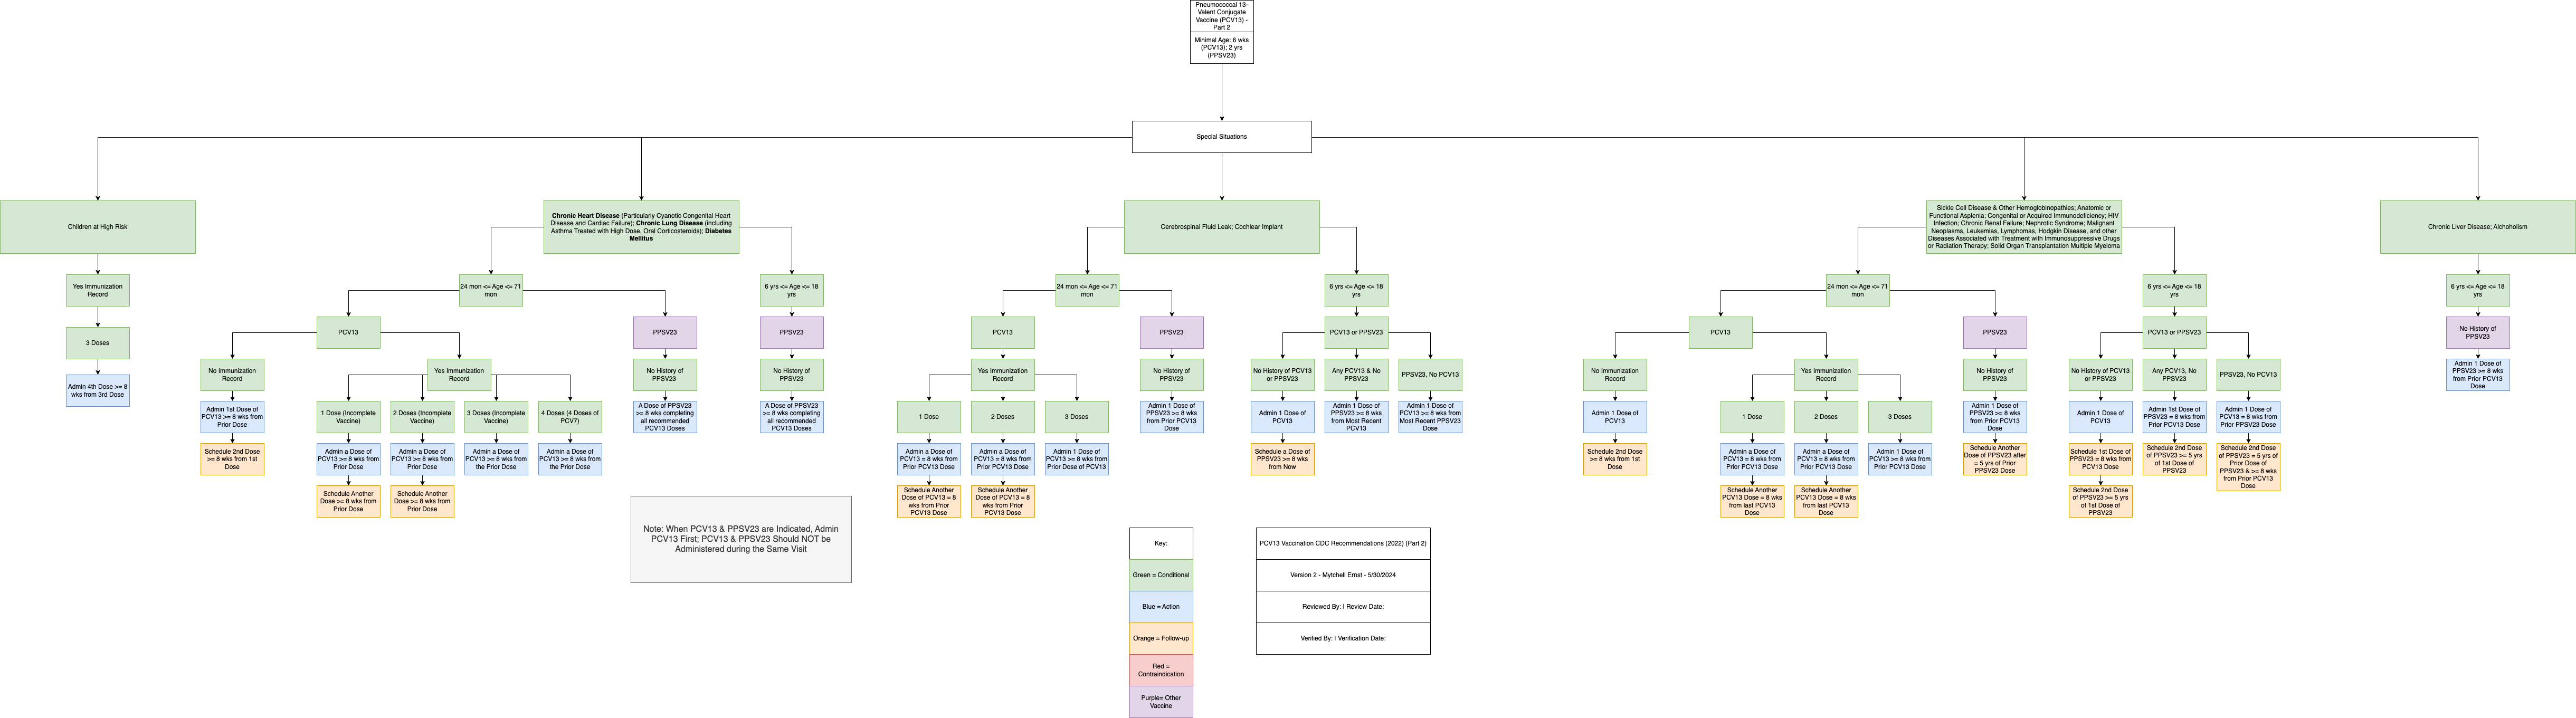 Pneumococcal 13-
Valent Conjugate
Vaccine (PCV13) -
Part 2
Minimal Age: 6 wks
(PCV13); 2 yrs
(PPSV23)
Special Situations
Children at High Risk
Yes Immunization
Record
3 Doses
Admin 4th Dose >= 8
wks from 3rd Dose
Chronic Heart Disease (Particularly Cyanotic Congenital Heart
Disease and Cardiac Failure); Chronic Lung Disease (including
Asthma Treated with High Dose, Oral Corticosteroids); Diabetes
Mellitus
24 mon <= Age <= 71
mon
PCV13
No Immunization
Record
Admin 1st Dose of
PCV13 >= 8 wks from
Prior Dose
Schedule 2nd Dose
>= 8 wks from 1st
Dose
Yes Immunization
Record
1 Dose (Incomplete
Vaccine)
Admin a Dose of
PCV13 >= 8 wks from
Prior Dose
Schedule Another
Dose >= 8 wks from
Prior Dose
2 Doses (Incomplete
Vaccine)
Admin a Dose of
PCV13 >= 8 wks from
Prior Dose
Schedule Another
Dose >= 8 wks from
Prior Dose
3 Doses (Incomplete
Vaccine)
Admin a Dose of
PCV13 >= 8 wks from
the Prior Dose
4 Doses (4 Doses of
PCV7)
Admin a Dose of
PCV13 >= 8 wks from
the Prior Dose
PPSV23
No History of
PPSV23
A Dose of PPSV23
>= 8 wks completing
all recommended
PCV13 Doses
6 yrs <= Age <= 18
yrs
PPSV23
No History of
PPSV23
A Dose of PPSV23
>= 8 wks completing
all recommended
PCV13 Doses
Cerebrospinal Fluid Leak; Cochlear Implant
24 mon <= Age <= 71
mon
PCV13
Yes Immunization
Record
1 Dose
Admin a Dose of
PCV13 = 8 wks from
Prior PCV13 Dose
Schedule Another
Dose of PCV13 = 8
wks from Prior
PCV13 Dose
2 Doses
Admin a Dose of
PCV13 = 8 wks from
Prior PCV13 Dose
Schedule Another
Dose of PCV13 = 8
wks from Prior
PCV13 Dose
3 Doses
Admin 1 Dose of
PCV13 >= 8 wks from
Prior Dose of PCV13
PPSV23
No History of
PPSV23
Admin 1 Dose of
PPSV23 >= 8 wks
from Prior PCV13
Dose
6 yrs <= Age <= 18
yrs
PCV13 or PPSV23
No History of PCV13
or PPSV23
Admin 1 Dose of
PCV13
Schedule a Dose of
PPSV23 >= 8 wks
from Now
Any PCV13 & No
PPSV23
Admin 1 Dose of
PPSV23 >= 8 wks
from Most Recent
PCV13
PPSV23, No PCV13
Admin 1 Dose of
PCV13 >= 8 wks from
Most Recent PPSV23
Dose
Sickle Cell Disease & Other Hemoglobinopathies; Anatomic or
Functional Asplenia; Congenital or Acquired Immunodeficiency; HIV
Infection; Chronic Renal Failure; Nephrotic Syndrome; Malignant
Neoplasms, Leukemias, Lymphomas, Hodgkin Disease, and other
Diseases Associated with Treatment with Immunosuppressive Drugs
or Radiation Therapy; Solid Organ Transplantation Multiple Myeloma
24 mon <= Age <= 71
mon
PCV13
No Immunization
Record
Admin 1 Dose of
PCV13
Schedule 2nd Dose
>= 8 wks from 1st
Dose
Yes Immunization
Record
1 Dose
Admin a Dose of
PCV13 = 8 wks from
Prior PCV13 Dose
Schedule Another
PCV13 Dose = 8 wks
from last PCV13
Dose
2 Doses
Admin a Dose of
PCV13 = 8 wks from
Prior PCV13 Dose
Schedule Another
PCV13 Dose = 8 wks
from last PCV13
Dose
3 Doses
Admin 1 Dose of
PCV13 >= 8 wks from
Prior PCV13 Dose
PPSV23
No History of
PPSV23
Admin 1 Dose of
PPSV23 >= 8 wks
from Prior PCV13
Dose
Schedule Another
Dose of PPSV23 after
= 5 yrs of Prior
PPSV23 Dose
6 yrs <= Age <= 18
yrs
PCV13 or PPSV23
No History of PCV13
or PPSV23
Admin 1 Dose of
PCV13
Schedule 1st Dose of
PPSV23 = 8 wks from
PCV13 Dose
Schedule 2nd Dose
of PPSV23 >= 5 yrs
of 1st Dose of
PPSV23
Any PCV13, No
PPSV23
Admin 1st Dose of
PPSV23 = 8 wks from
Prior PCV13 Dose
Schedule 2nd Dose
of PPSV23 >= 5 yrs
of 1st Dose of
PPSV23
PPSV23, No PCV13
Admin 1 Dose of
PCV13 = 8 wks from
Prior PPSV23 Dose
Schedule 2nd Dose
of PPSV23 = 5 yrs of
Prior Dose of
PPSV23 & >= 8 wks
from Prior PCV13
Dose
Chronic Liver Disease; Alchoholism
6 yrs <= Age <= 18
yrs
No History of
PPSV23
Admin 1 Dose of
PPSV23 >= 8 wks
from Prior PCV13
Dose
Note: When PCV13 & PPSV23 are Indicated, Admin
PCV13 First; PCV13 & PPSV23 Should NOT be
Administered during the Same Visit
Key:
Green = Conditional
Blue = Action
Orange = Follow-up
Red =
Contraindication
Purple= Other
Vaccine
PCV13 Vaccination CDC Recommendations (2022) (Part 2)
Version 2 - Mytchell Ernst - 5/30/2024
Reviewed By: | Review Date:
Verified By: | Verification Date: